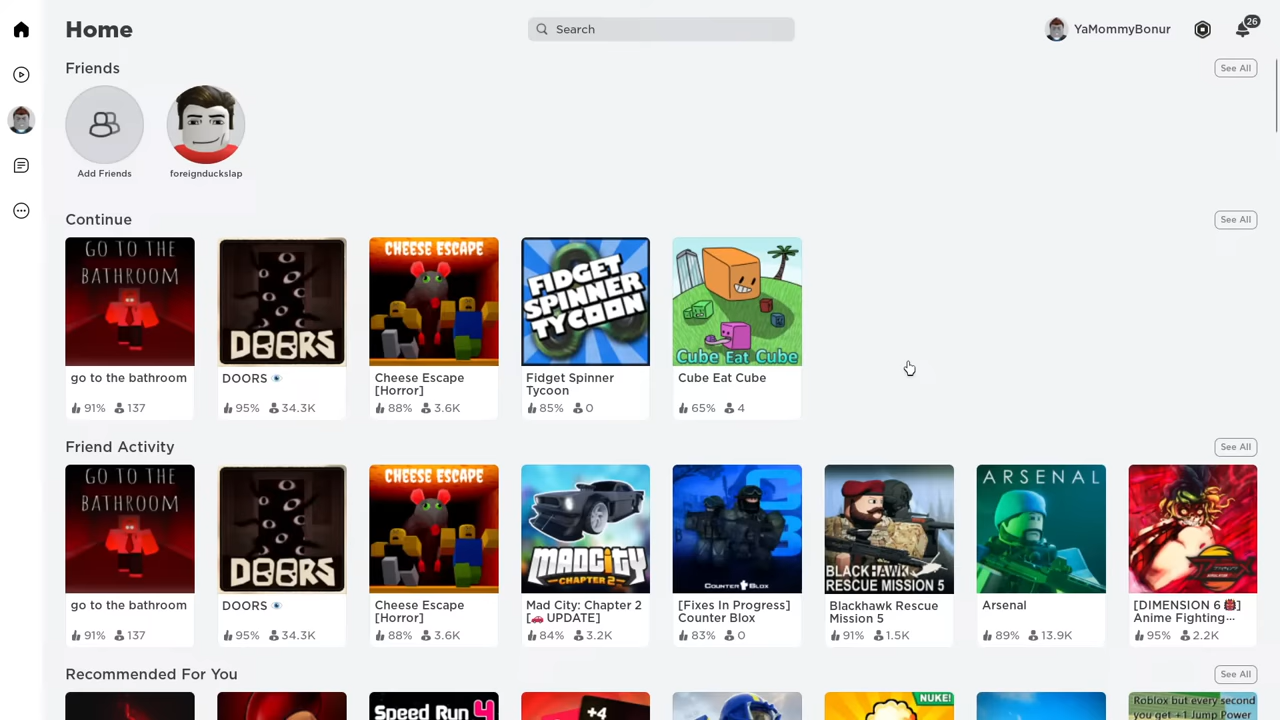 Home
Search
YaMommyBonur
26
Friends
See All
Add Friends
foreignduckslap
Continue
See All
GO TO THE
BATHROOM
DOORS
CHEESE ESCAPE
FIDGET
SPINNER
TYCOON
Cube Eat Cube
go to the bathroom
91% 137
DOORS
95% 34.3K
Cheese Escape
[Horror]
88% 3.6K
Fidget Spinner
Tycoon
85% 0
Cube Eat Cube
65% 4
Friend Activity
See All
GO TO THE
BATHROOM
DOORS
CHEESE ESCAPE
MADCITY
CHAPTER 2
COUNTER BLOX
BLACKHAWK
RESCUE MISSION 5
ARSENAL
go to the bathroom
91% 137
DOORS
95% 34.3K
Cheese Escape
[Horror]
88% 3.6K
Mad City: Chapter 2
[🚗 UPDATE]
84% 3.2K
[Fixes In Progress]
Counter Blox
83% 0
Blackhawk Rescue
Mission 5
91% 1.5K
Arsenal
89% 13.9K
[DIMENSION 6 👹]
Anime Fighting...
95% 2.2K
Recommended For You
See All
Speed Run 4
+4
NUKE!
Roblox but every second
you get +1 Jump Power